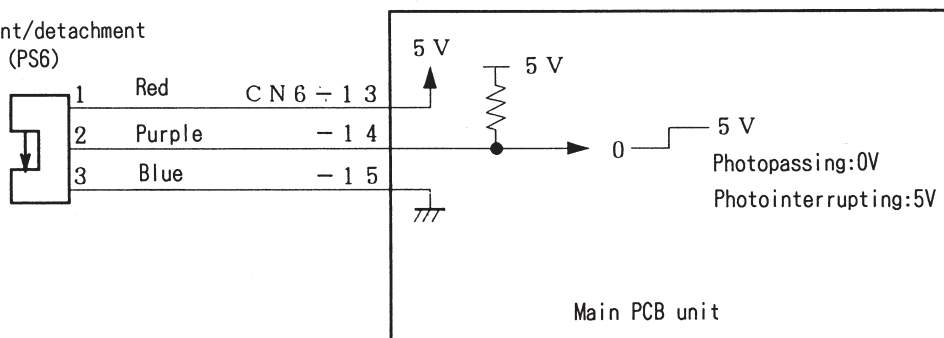 nt/detachment
(PS6)
5 V
5 V
1 Red CN6-13
2 Purple -14
3 Blue -15
0 5 V
Photopassing:0V
Photointerrupting:5V
Main PCB unit